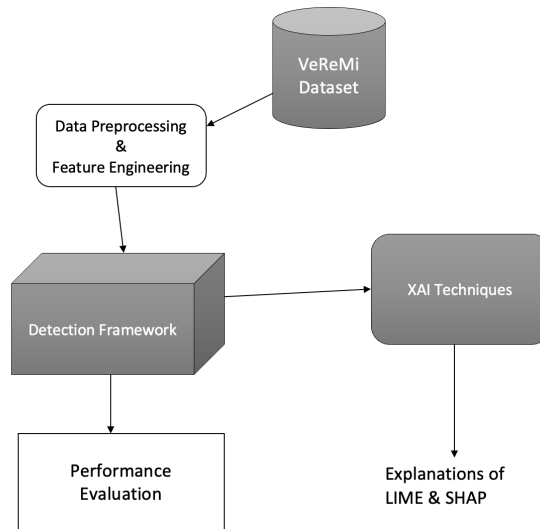 VeReMi
Dataset
Data Preprocessing
&
Feature Engineering
Detection Framework
XAI Techniques
Performance
Evaluation
Explanations of
LIME & SHAP